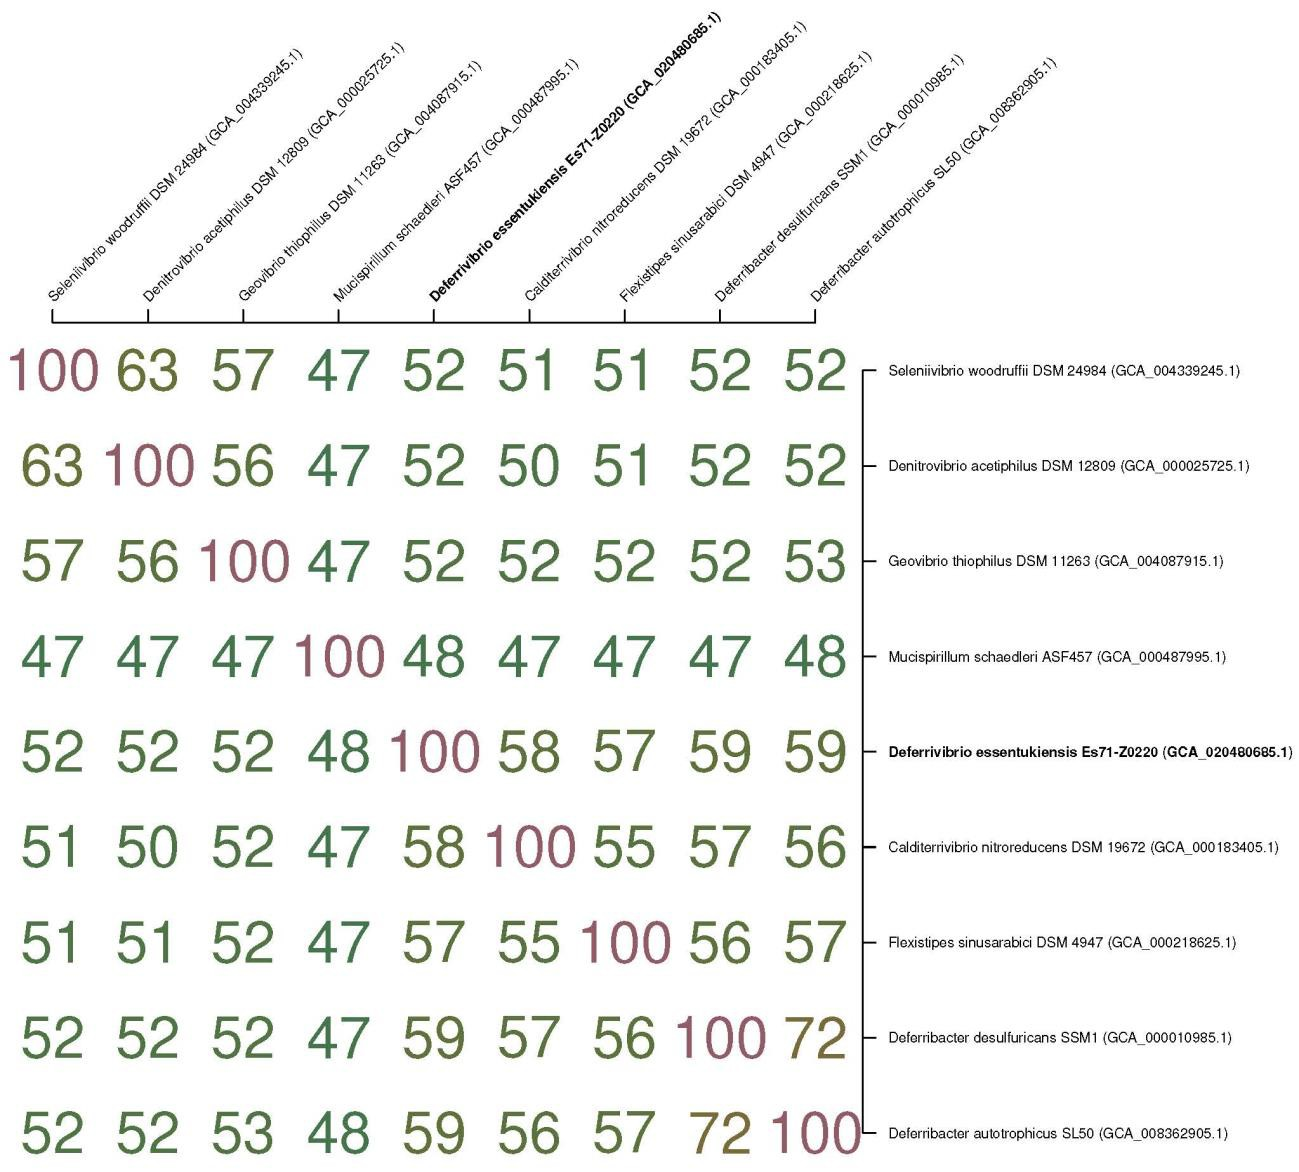 Seleniivibrio woodruffii DSM 24984 (GCA_004339245.1)
Denitrovibrio acetiphilus DSM 12809 (GCA_000025725.1)
Geovibrio thiophilus DSM 11263 (GCA_004087915.1)
Mucispirillum schaedleri ASF457 (GCA_000487995.1)
Deferrivibrio essentukiensis Es71-Z0220 (GCA_020480685.1)
Calditerrivibrio nitroreducens DSM 19672 (GCA_000183405.1)
Flexistipes sinusarabici DSM 4947 (GCA_000218625.1)
Deferribacter desulfuricans SSM1 (GCA_000010985.1)
Deferribacter autotrophicus SL50 (GCA_008362905.1)
100 63 57 47 52 51 51 52 52 Seleniivibrio woodruffii DSM 24984 (GCA_004339245.1)
63 100 56 47 52 50 51 52 52 Denitrovibrio acetiphilus DSM 12809 (GCA_000025725.1)
57 56 100 47 52 52 52 52 53 Geovibrio thiophilus DSM 11263 (GCA_004087915.1)
47 47 47 100 48 47 47 47 48 Mucispirillum schaedleri ASF457 (GCA_000487995.1)
52 52 52 48 100 58 57 59 59 Deferrivibrio essentukiensis Es71-Z0220 (GCA_020480685.1)
51 50 52 47 58 100 55 57 56 Calditerrivibrio nitroreducens DSM 19672 (GCA_000183405.1)
51 51 52 47 57 55 100 56 57 Flexistipes sinusarabici DSM 4947 (GCA_000218625.1)
52 52 52 47 59 57 56 100 72 Deferribacter desulfuricans SSM1 (GCA_000010985.1)
52 52 53 48 59 56 57 72 100 Deferribacter autotrophicus SL50 (GCA_008362905.1)